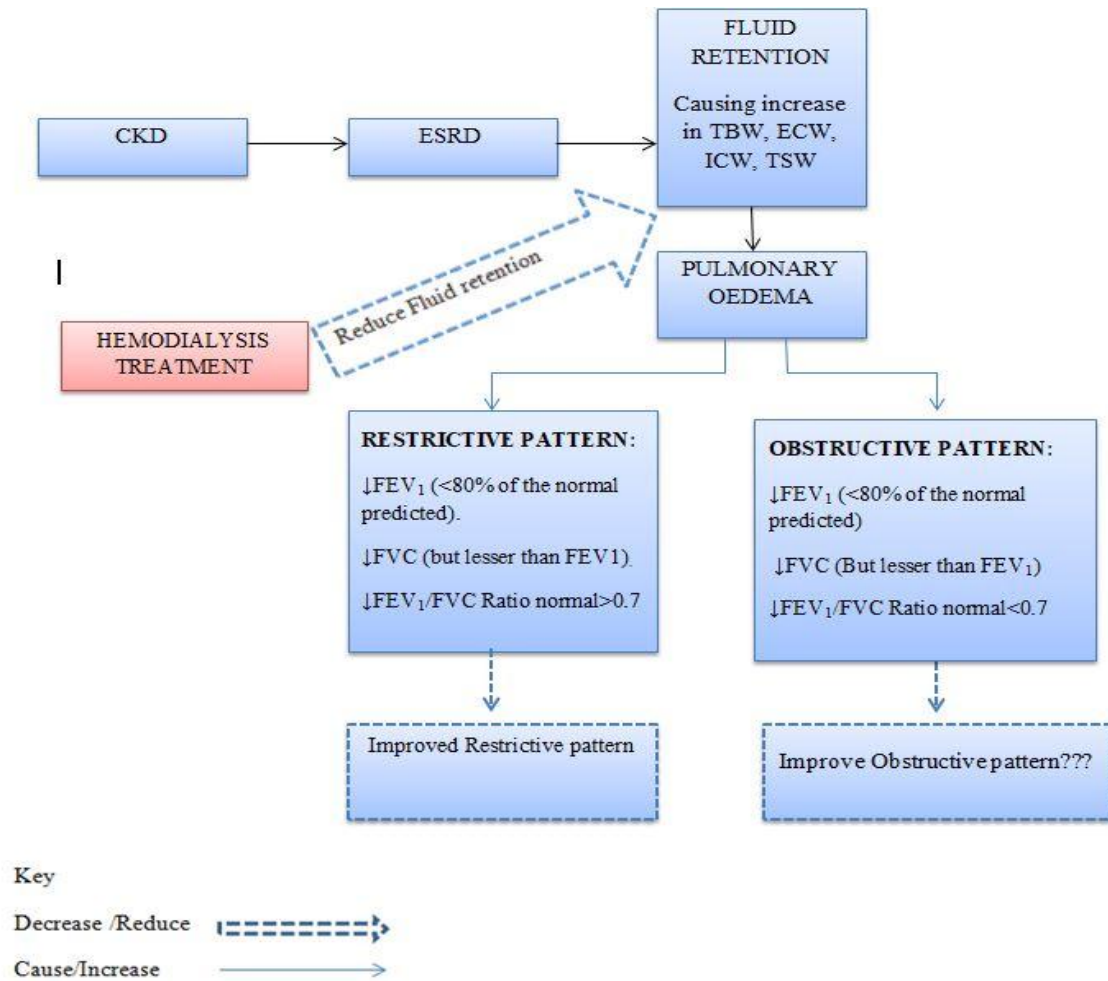 FLUID
RETENTION
Causing increase
in TBW, ECW,
ICW, TSW
CKD
ESRD
Reduce Fluid retention
PULMONARY
OEDEMA
HEMODIALYSIS
TREATMENT
RESTRICTIVE PATTERN:
↓FEV₁ (<80% of the normal
predicted).
↓FVC (but lesser than FEV1).
↓FEV₁/FVC Ratio normal>0.7
OBSTRUCTIVE PATTERN:
↓FEV₁ (<80% of the normal
predicted)
↓FVC (But lesser than FEV₁)
↓FEV₁/FVC Ratio normal<0.7
Improved Restrictive pattern
Improve Obstructive pattern???
Key
Decrease /Reduce
Cause/Increase